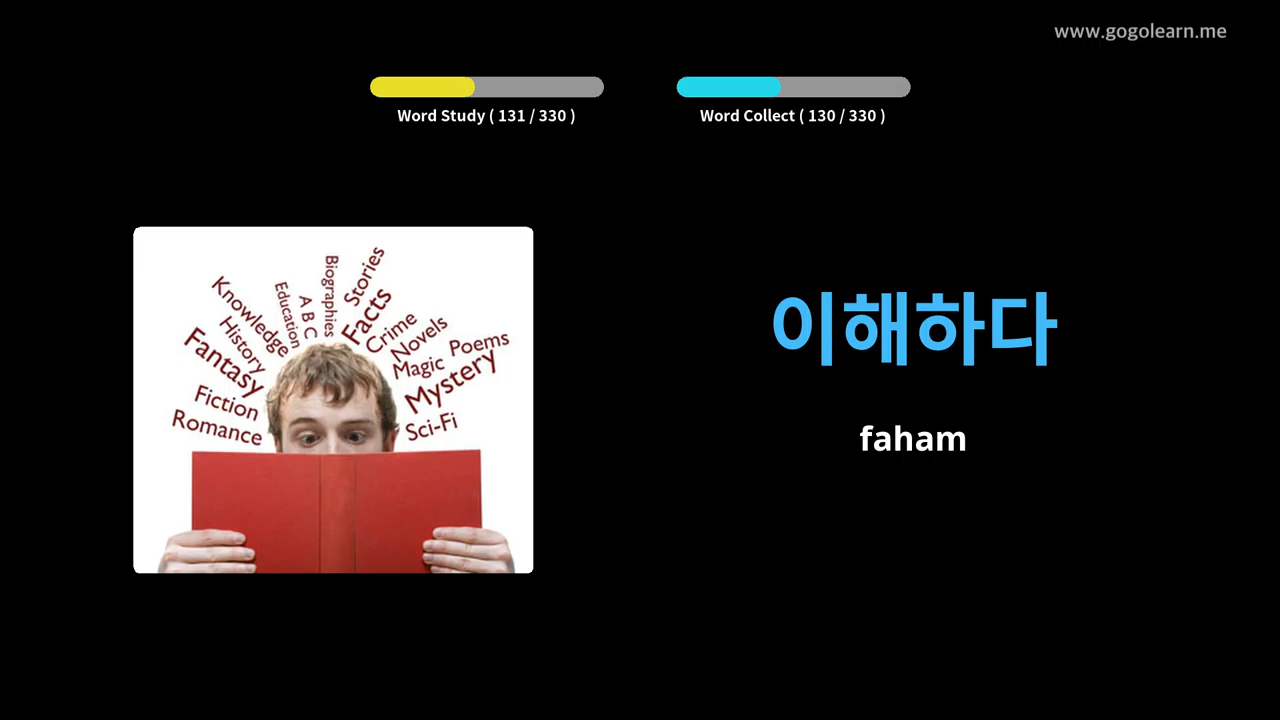 www.gogolearn.me
Word Study ( 131 / 330 )
Word Collect ( 130 / 330 )
Biographies
Stories
Education
A B C
Facts
Knowledge
Crime
History
Novels
Poems
Fantasy
Magic
Mystery
Fiction
Romance
Sci-Fi
이해하다
faham